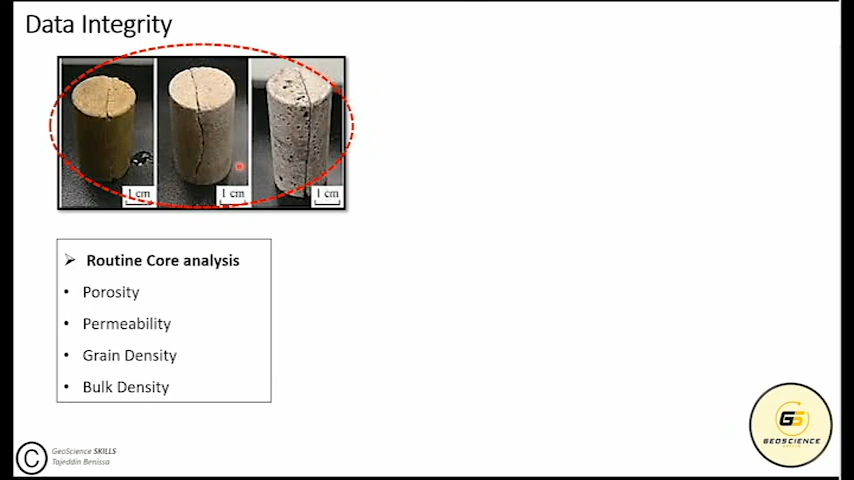 Data Integrity
1 cm
1 cm
1 cm
➢ Routine Core analysis
• Porosity
• Permeability
• Grain Density
• Bulk Density
© GeoScience SKILLS
Tajeddin Benissa
GS
GEOSCIENCE